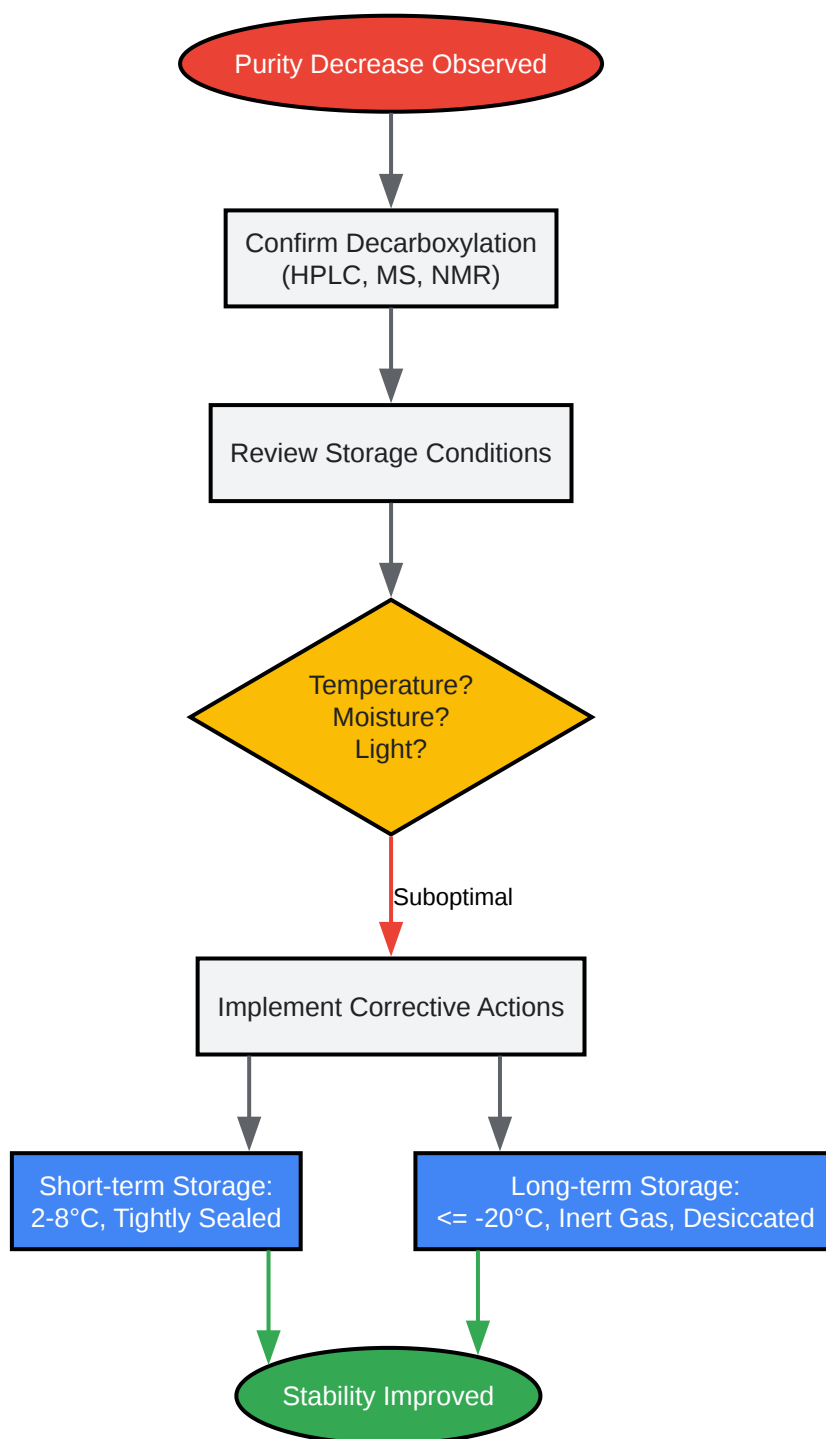 Purity Decrease Observed
Confirm Decarboxylation
(HPLC, MS, NMR)
Review Storage Conditions
Temperature?
Moisture?
Light?
Suboptimal
Implement Corrective Actions
Short-term Storage:
2-8°C, Tightly Sealed
Long-term Storage:
<= -20°C, Inert Gas, Desiccated
Stability Improved